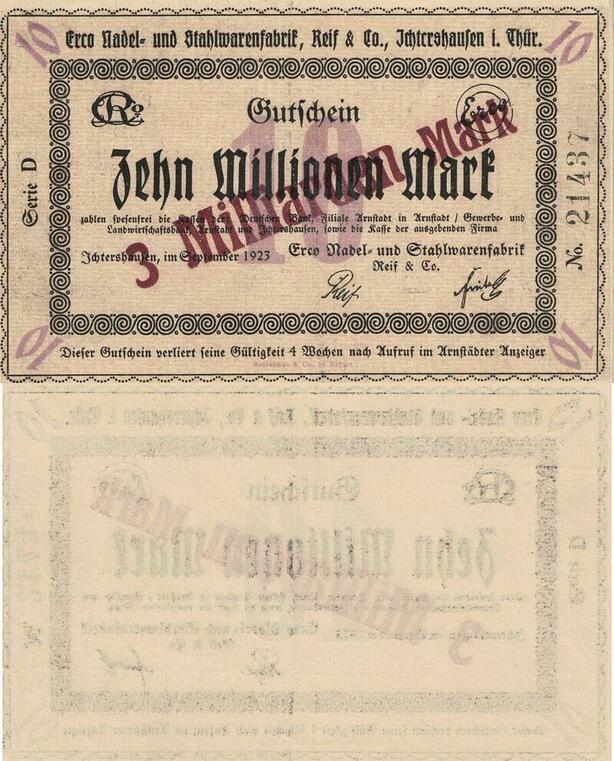 10 Erco Nadel- und Stahlwarenfabrik, Reif & Co., Ichtershausen i. Thür. 10
Gutschein
Erco
10
Zehn Millionen Mark
3 Milliarden Mark
zahlen spesenfrei die Kassen der: Deutschen Bank, Filiale Arnstadt in Arnstadt / Gewerbe- und
Landwirtschaftsbank, Arnstadt und Ichtershausen, sowie die Kasse der ausgebenden Firma
Ichtershausen, im September 1923
Erco Nadel- und Stahlwarenfabrik
Reif & Co.
Reif
Serie D
No. 21437
10 10
Dieser Gutschein verliert seine Gültigkeit 4 Wochen nach Aufruf im Arnstädter Anzeiger